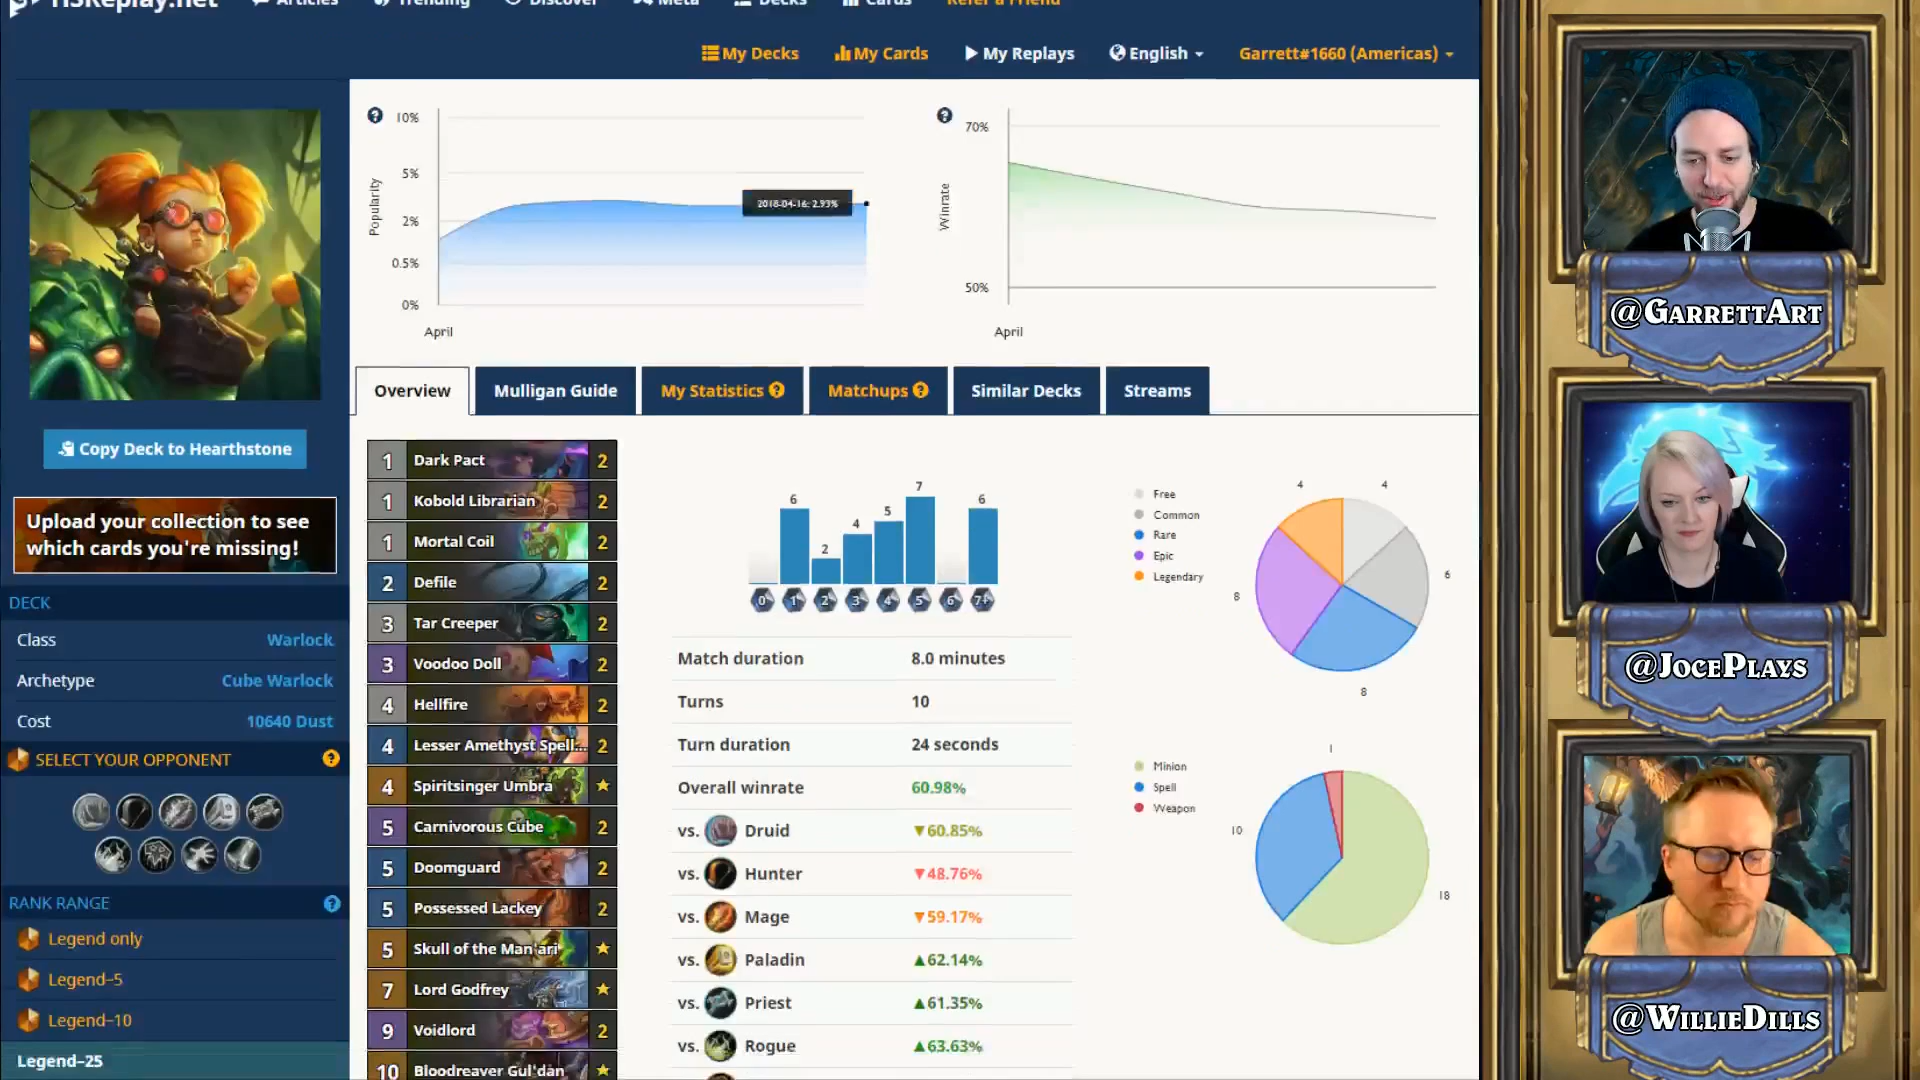 HSReplay.net
Articles
Trending
Discover
Meta
Decks
Cards
Refer a Friend
My Decks
My Cards
My Replays
English
Garrett#1660 (Americas)
Copy Deck to Hearthstone
Upload your collection to see
which cards you're missing!
DECK
Class Warlock
Archetype Cube Warlock
Cost 10640 Dust
SELECT YOUR OPPONENT
RANK RANGE
Legend only
Legend–5
Legend–10
Legend–25
Popularity
10%
5%
2%
0.5%
0%
2018-04-16: 2.93%
April
Winrate
70%
50%
April
Overview
Mulligan Guide
My Statistics
Matchups
Similar Decks
Streams
1 Dark Pact 2
1 Kobold Librarian 2
1 Mortal Coil 2
2 Defile 2
3 Tar Creeper 2
3 Voodoo Doll 2
4 Hellfire 2
4 Lesser Amethyst Spell... 2
4 Spiritsinger Umbra
5 Carnivorous Cube 2
5 Doomguard 2
5 Possessed Lackey 2
5 Skull of the Man'ari
7 Lord Godfrey
9 Voidlord 2
10 Bloodreaver Gul'dan
6 2 4 5 7 6
0 1 2 3 4 5 6 7+
Match duration 8.0 minutes
Turns 10
Turn duration 24 seconds
Overall winrate 60.98%
vs. Druid ▼60.85%
vs. Hunter ▼48.76%
vs. Mage ▼59.17%
vs. Paladin ▲62.14%
vs. Priest ▲61.35%
vs. Rogue ▲63.63%
Free
Common
Rare
Epic
Legendary
4
4
6
8
8
Minion
Spell
Weapon
1
10
18
@GarrettArt
@JocePlays
@WillieDills